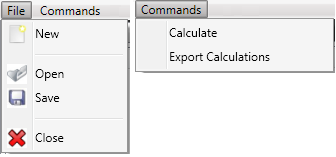 File Commands
New
Open
Save
Close
Commands
Calculate
Export Calculations